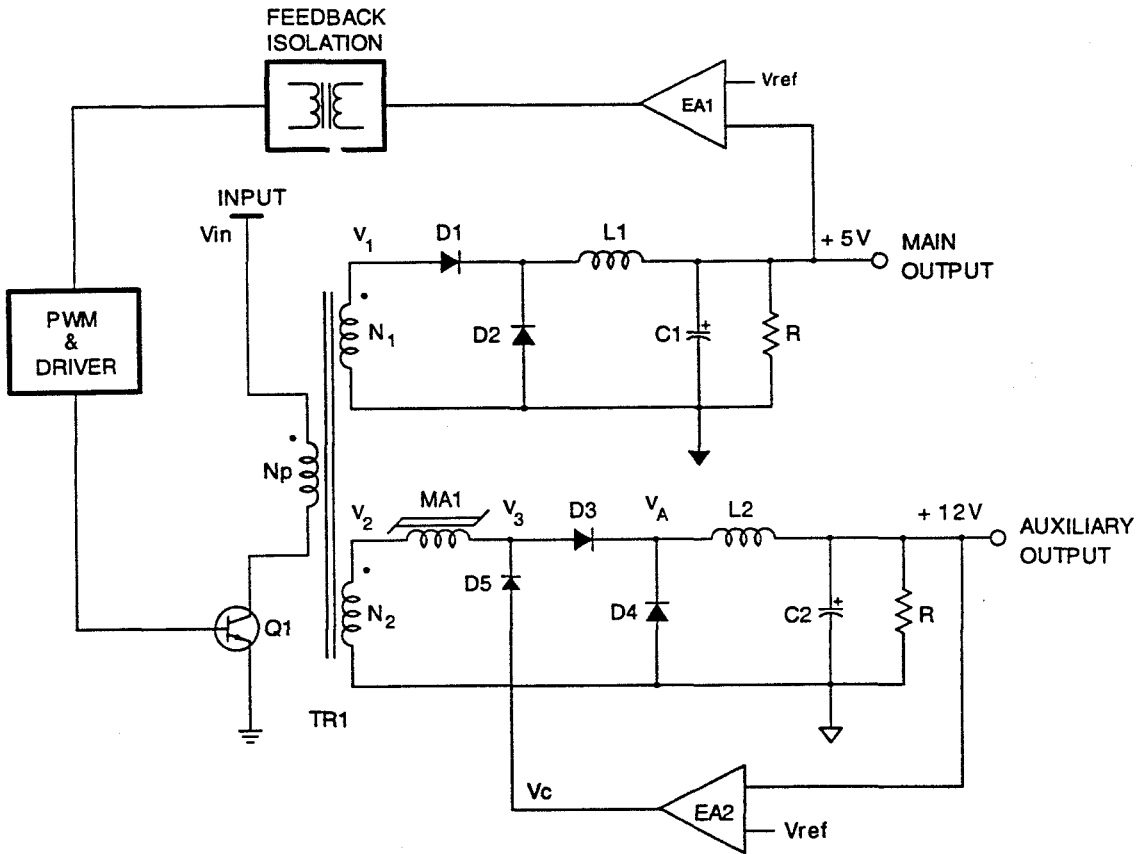 FEEDBACK
ISOLATION
EA1
Vref
INPUT
Vin
V1
D1
L1
+ 5V
MAIN
OUTPUT
PWM
&
DRIVER
N1
D2
C1
+
R
Np
MA1
V2
V3
D3
VA
L2
+ 12V
AUXILIARY
OUTPUT
D5
N2
D4
C2
+
R
Q1
TR1
Vc
EA2
Vref